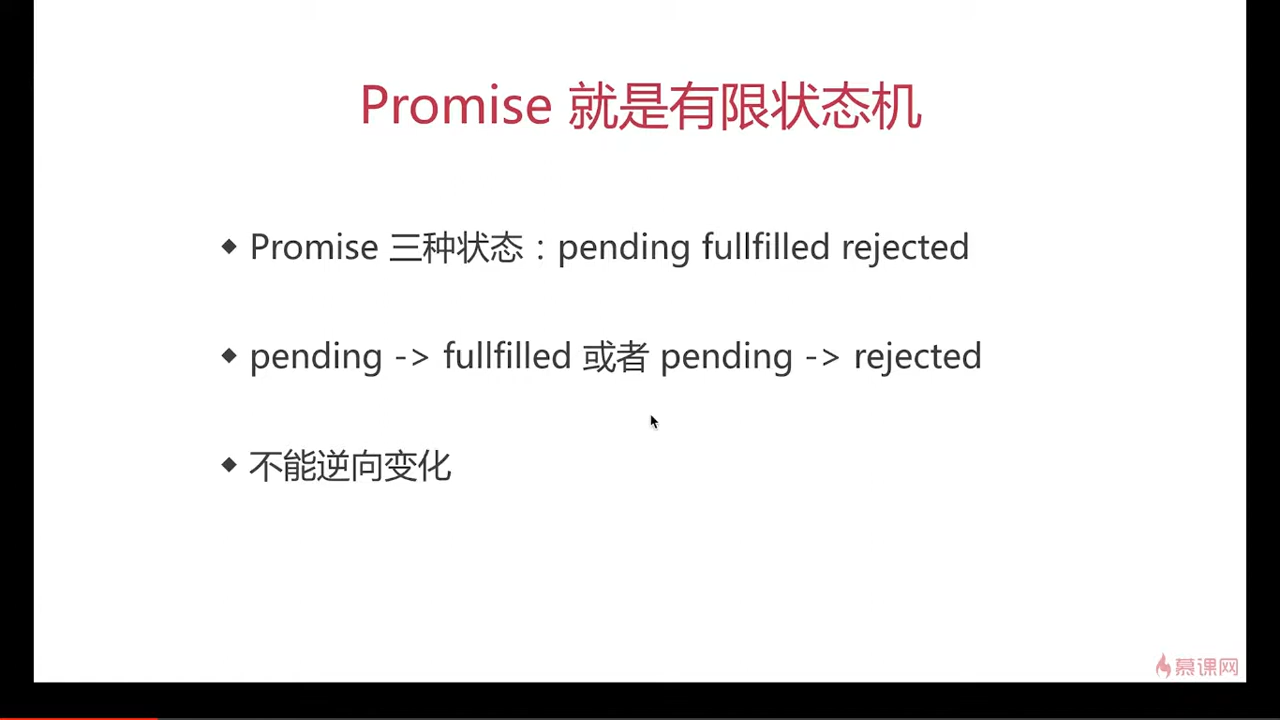 Promise 就是有限状态机
◆ Promise 三种状态：pending fullfilled rejected
◆ pending -> fullfilled 或者 pending -> rejected
◆ 不能逆向变化
慕课网